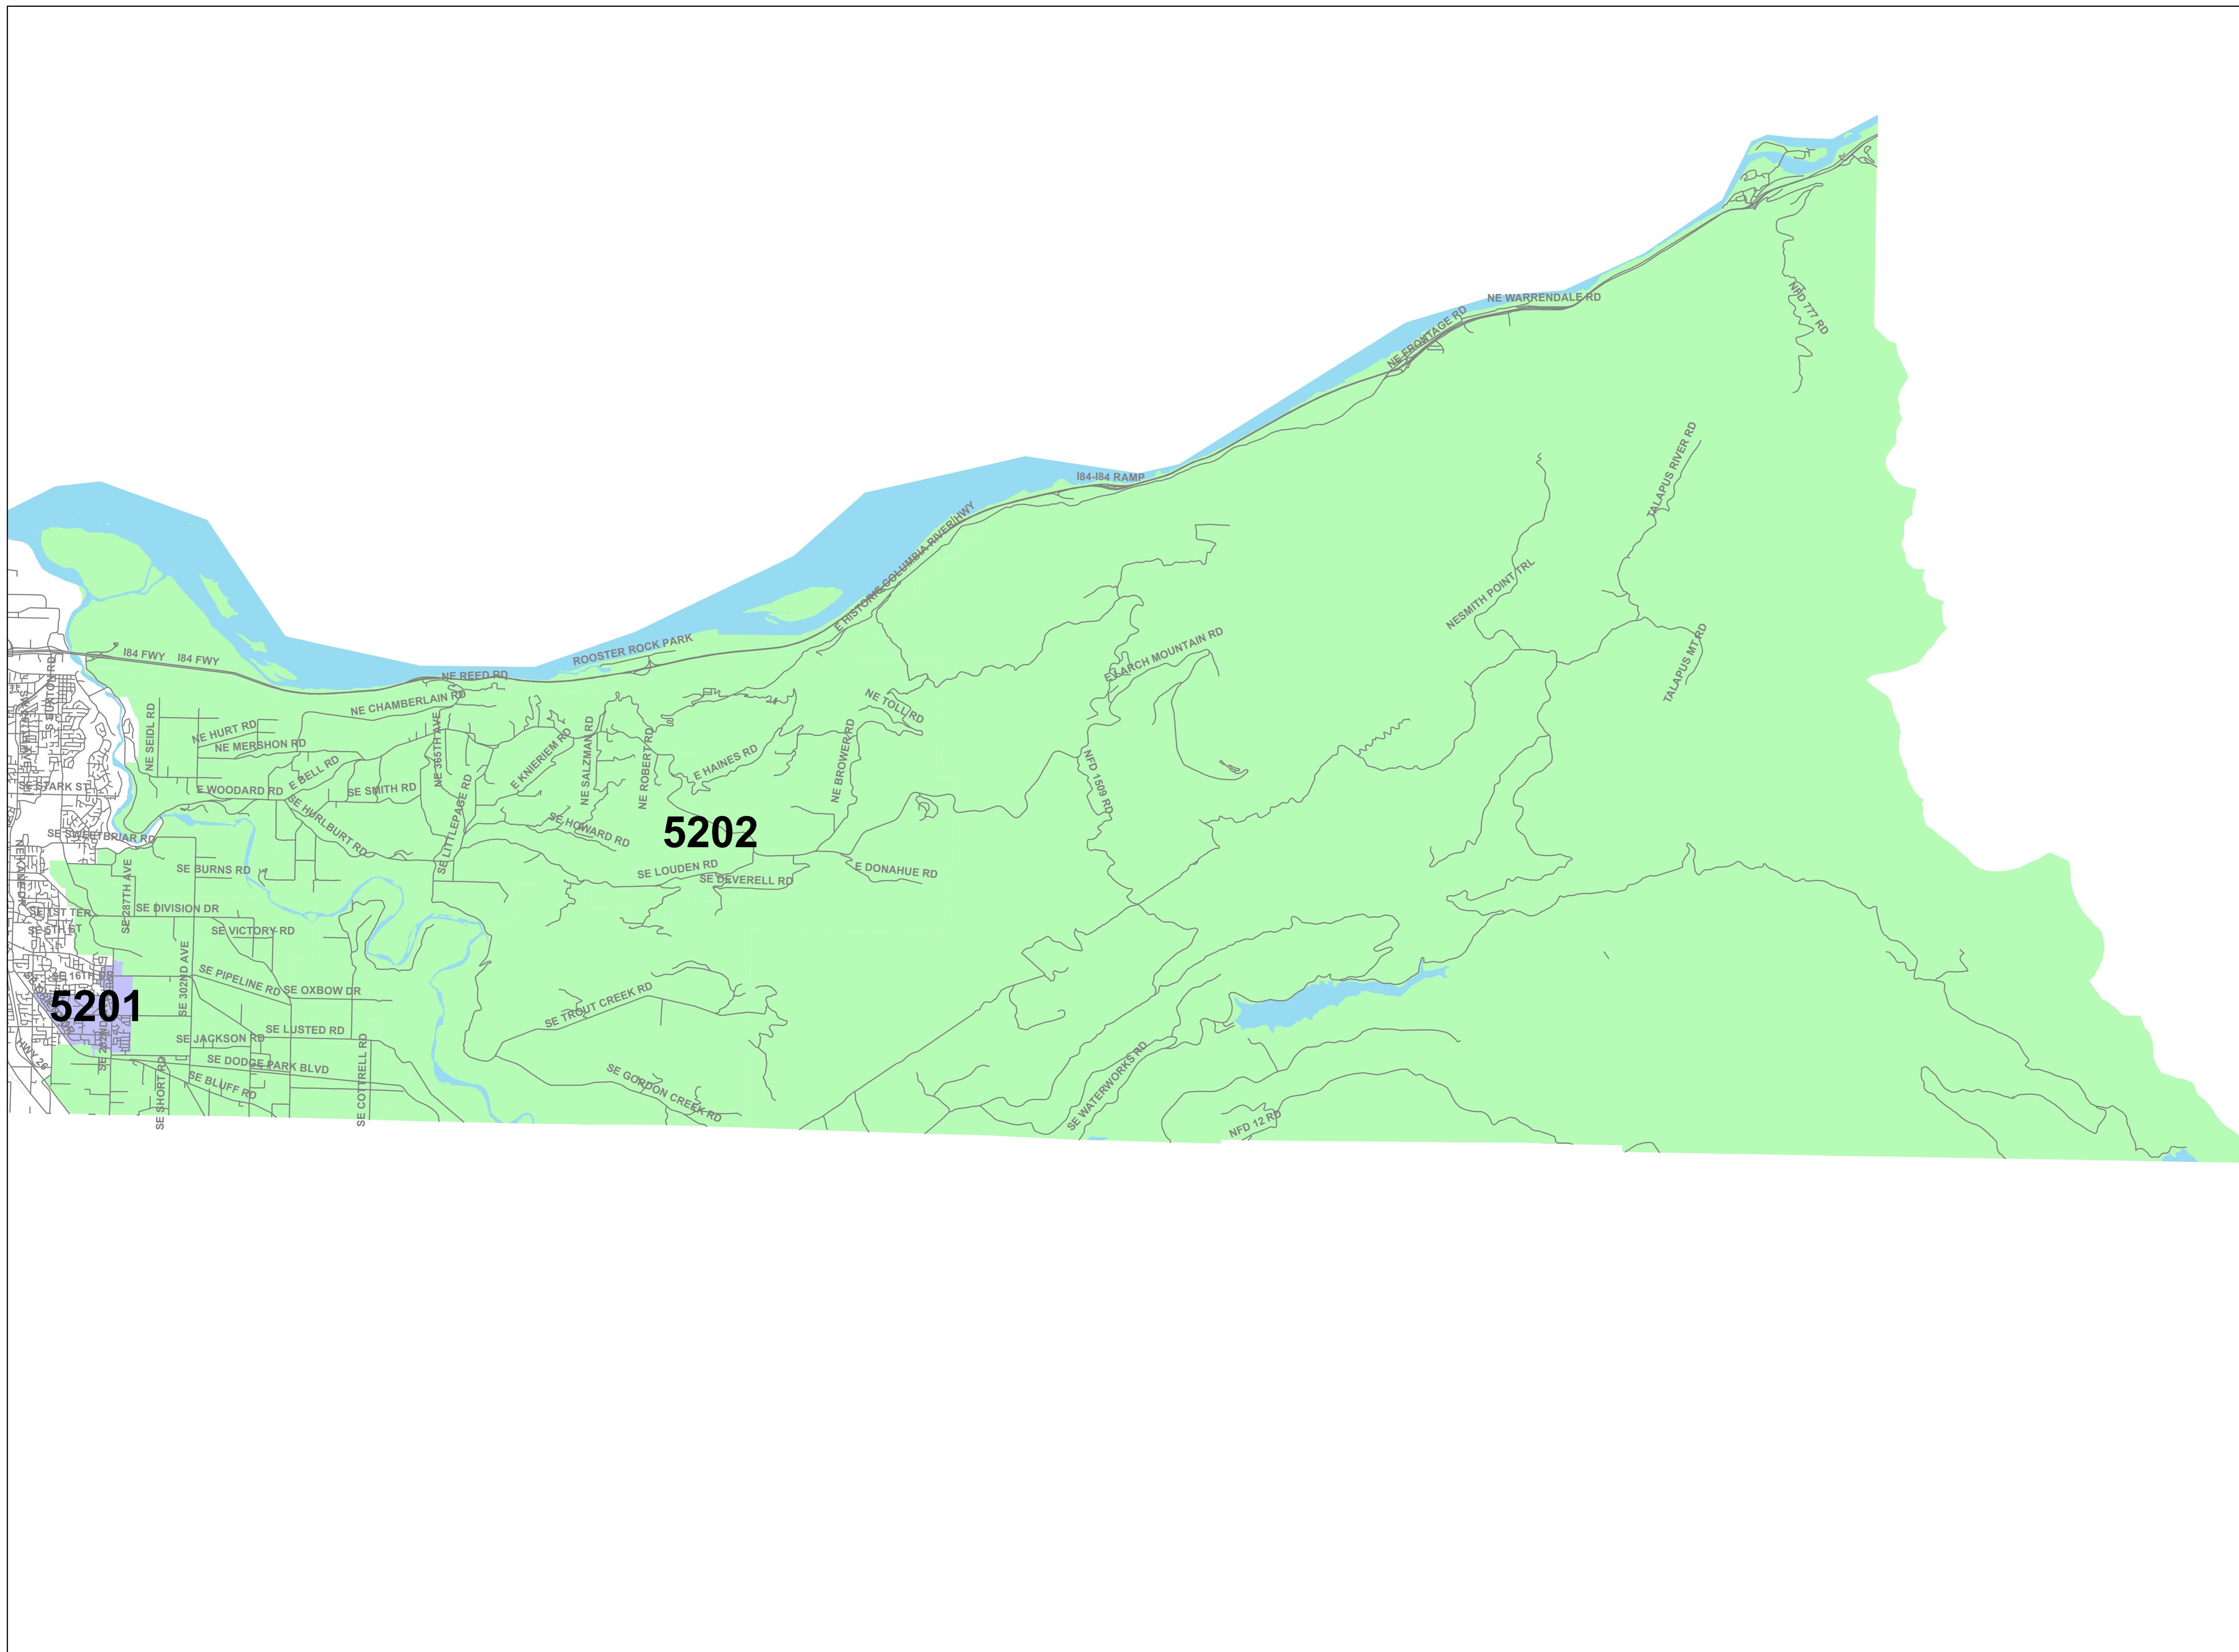 NE WARRENDALE RD
NFD 777 RD
NE FRONTAGE RD
TALAPUS RIVER RD
I84-I84 RAMP
E HISTORIC COLUMBIA RIVER HWY
NESMITH POINT TRL
ROOSTER ROCK PARK
E LARCH MOUNTAIN RD
TALAPUS MT RD
I84 FWY
I84 FWY
NE REED RD
NE CHAMBERLAIN RD
NE TOLL RD
NE SEIDL RD
NE HURT RD
NE MERSHON RD
NE 365TH AVE
E KNIERIEM RD
NE SALZMAN RD
NE ROBERT RD
E HAINES RD
NE BROWER RD
NFD 1509 RD
E BELL RD
SE STARK ST
E WOODARD RD
SE SMITH RD
SE LITTLEPAGE RD
SE HURLBURT RD
SE HOWARD RD
5202
SE SWEETBRIAR RD
SE BURNS RD
SE LOUDEN RD
SE DEVERELL RD
E DONAHUE RD
SE 287TH AVE
SE 1ST TER
SE DIVISION DR
SE 5TH ST
SE VICTORY RD
SE 302ND AVE
SE PIPELINE RD
SE OXBOW DR
5201
SE TROUT CREEK RD
SE LUSTED RD
SE JACKSON RD
HWY 26
SE DODGE PARK BLVD
SE COTTRELL RD
SE BLUFF RD
SE SHORT RD
SE GORDON CREEK RD
SE WATERWORKS RD
NFD 12 RD